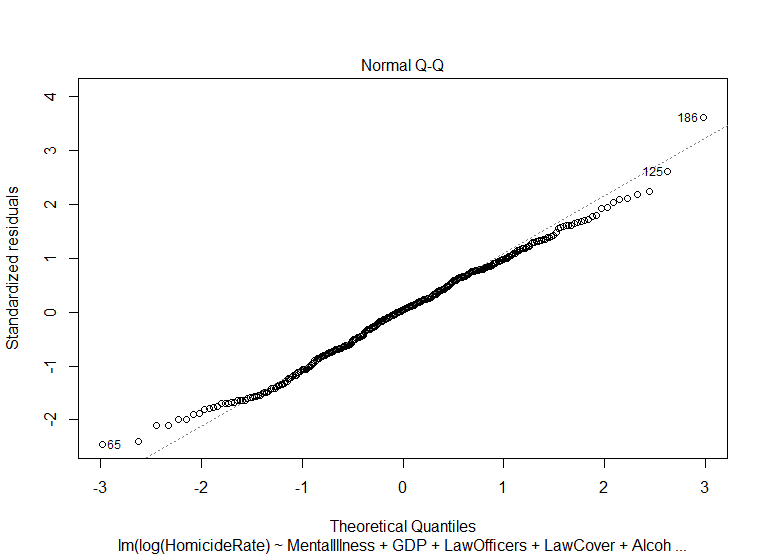 Normal Q-Q
4
186
3
125
2
Standardized residuals
1
0
-1
-2
65
-3 -2 -1 0 1 2 3
Theoretical Quantiles
lm(log(HomicideRate) ~ MentalIllness + GDP + LawOfficers + LawCover + Alcoh ...